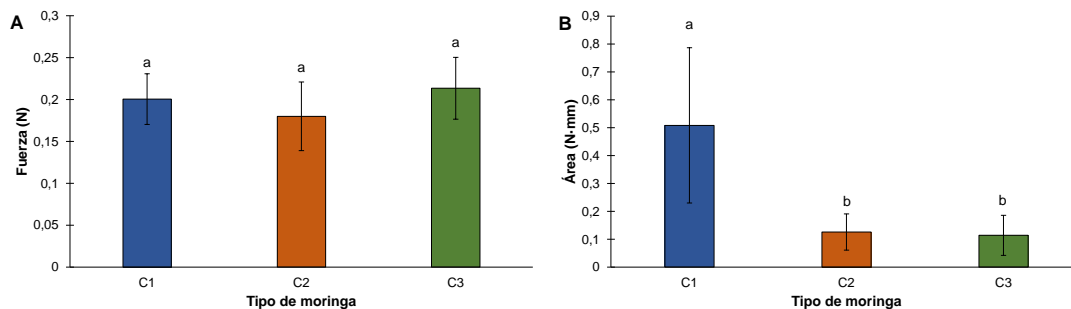 A
Fuerza (N)
0,3
0,25
0,2
0,15
0,1
0,05
0
a
a
a
C1
C2
C3
Tipo de moringa
B
Área (N·mm)
0,9
0,8
0,7
0,6
0,5
0,4
0,3
0,2
0,1
0
a
b
b
C1
C2
C3
Tipo de moringa